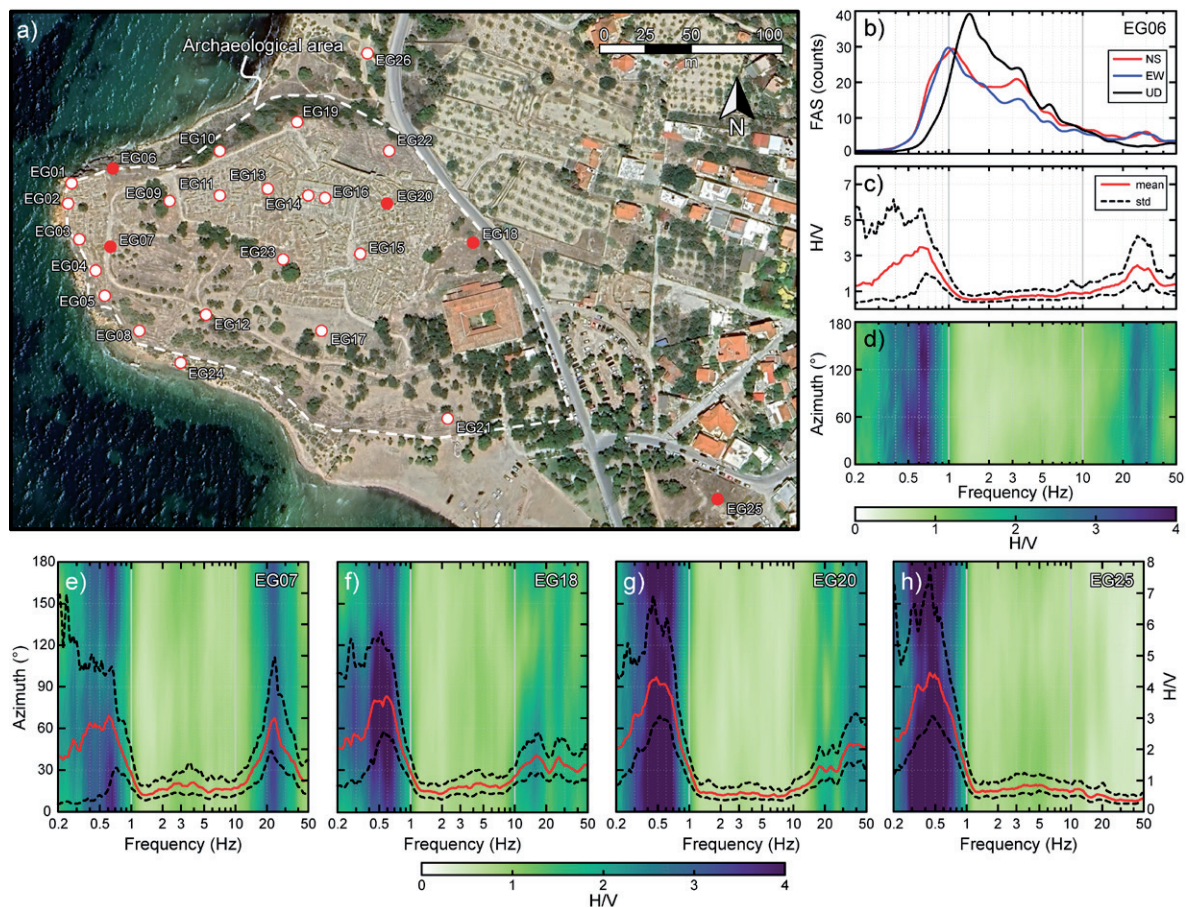 a)
Archaeological area
0 25 50 100
m
N
EG26
EG19
EG10
EG22
EG06
EG01
EG13
EG11
EG09
EG16
EG14
EG20
EG02
EG03
EG07
EG18
EG15
EG23
EG04
EG05
EG12
EG08
EG17
EG24
EG21
EG25
b) EG06
FAS (counts)
40
30
20
10
0
NS
EW
UD
c)
H/V
7
5
3
1
mean
std
d)
Azimuth (°)
180
120
60
0
0.2 0.5 1 2 3 5 10 20 50
Frequency (Hz)
0 1 2 3 4
H/V
e) EG07
Azimuth (°)
180
150
120
90
60
30
0
0.2 0.5 1 2 3 5 10 20 50
Frequency (Hz)
f) EG18
0.2 0.5 1 2 3 5 10 20 50
Frequency (Hz)
g) EG20
0.2 0.5 1 2 3 5 10 20 50
Frequency (Hz)
h) EG25
8
7
6
5
4
3
2
1
0
H/V
0.2 0.5 1 2 3 5 10 20 50
Frequency (Hz)
0 1 2 3 4
H/V